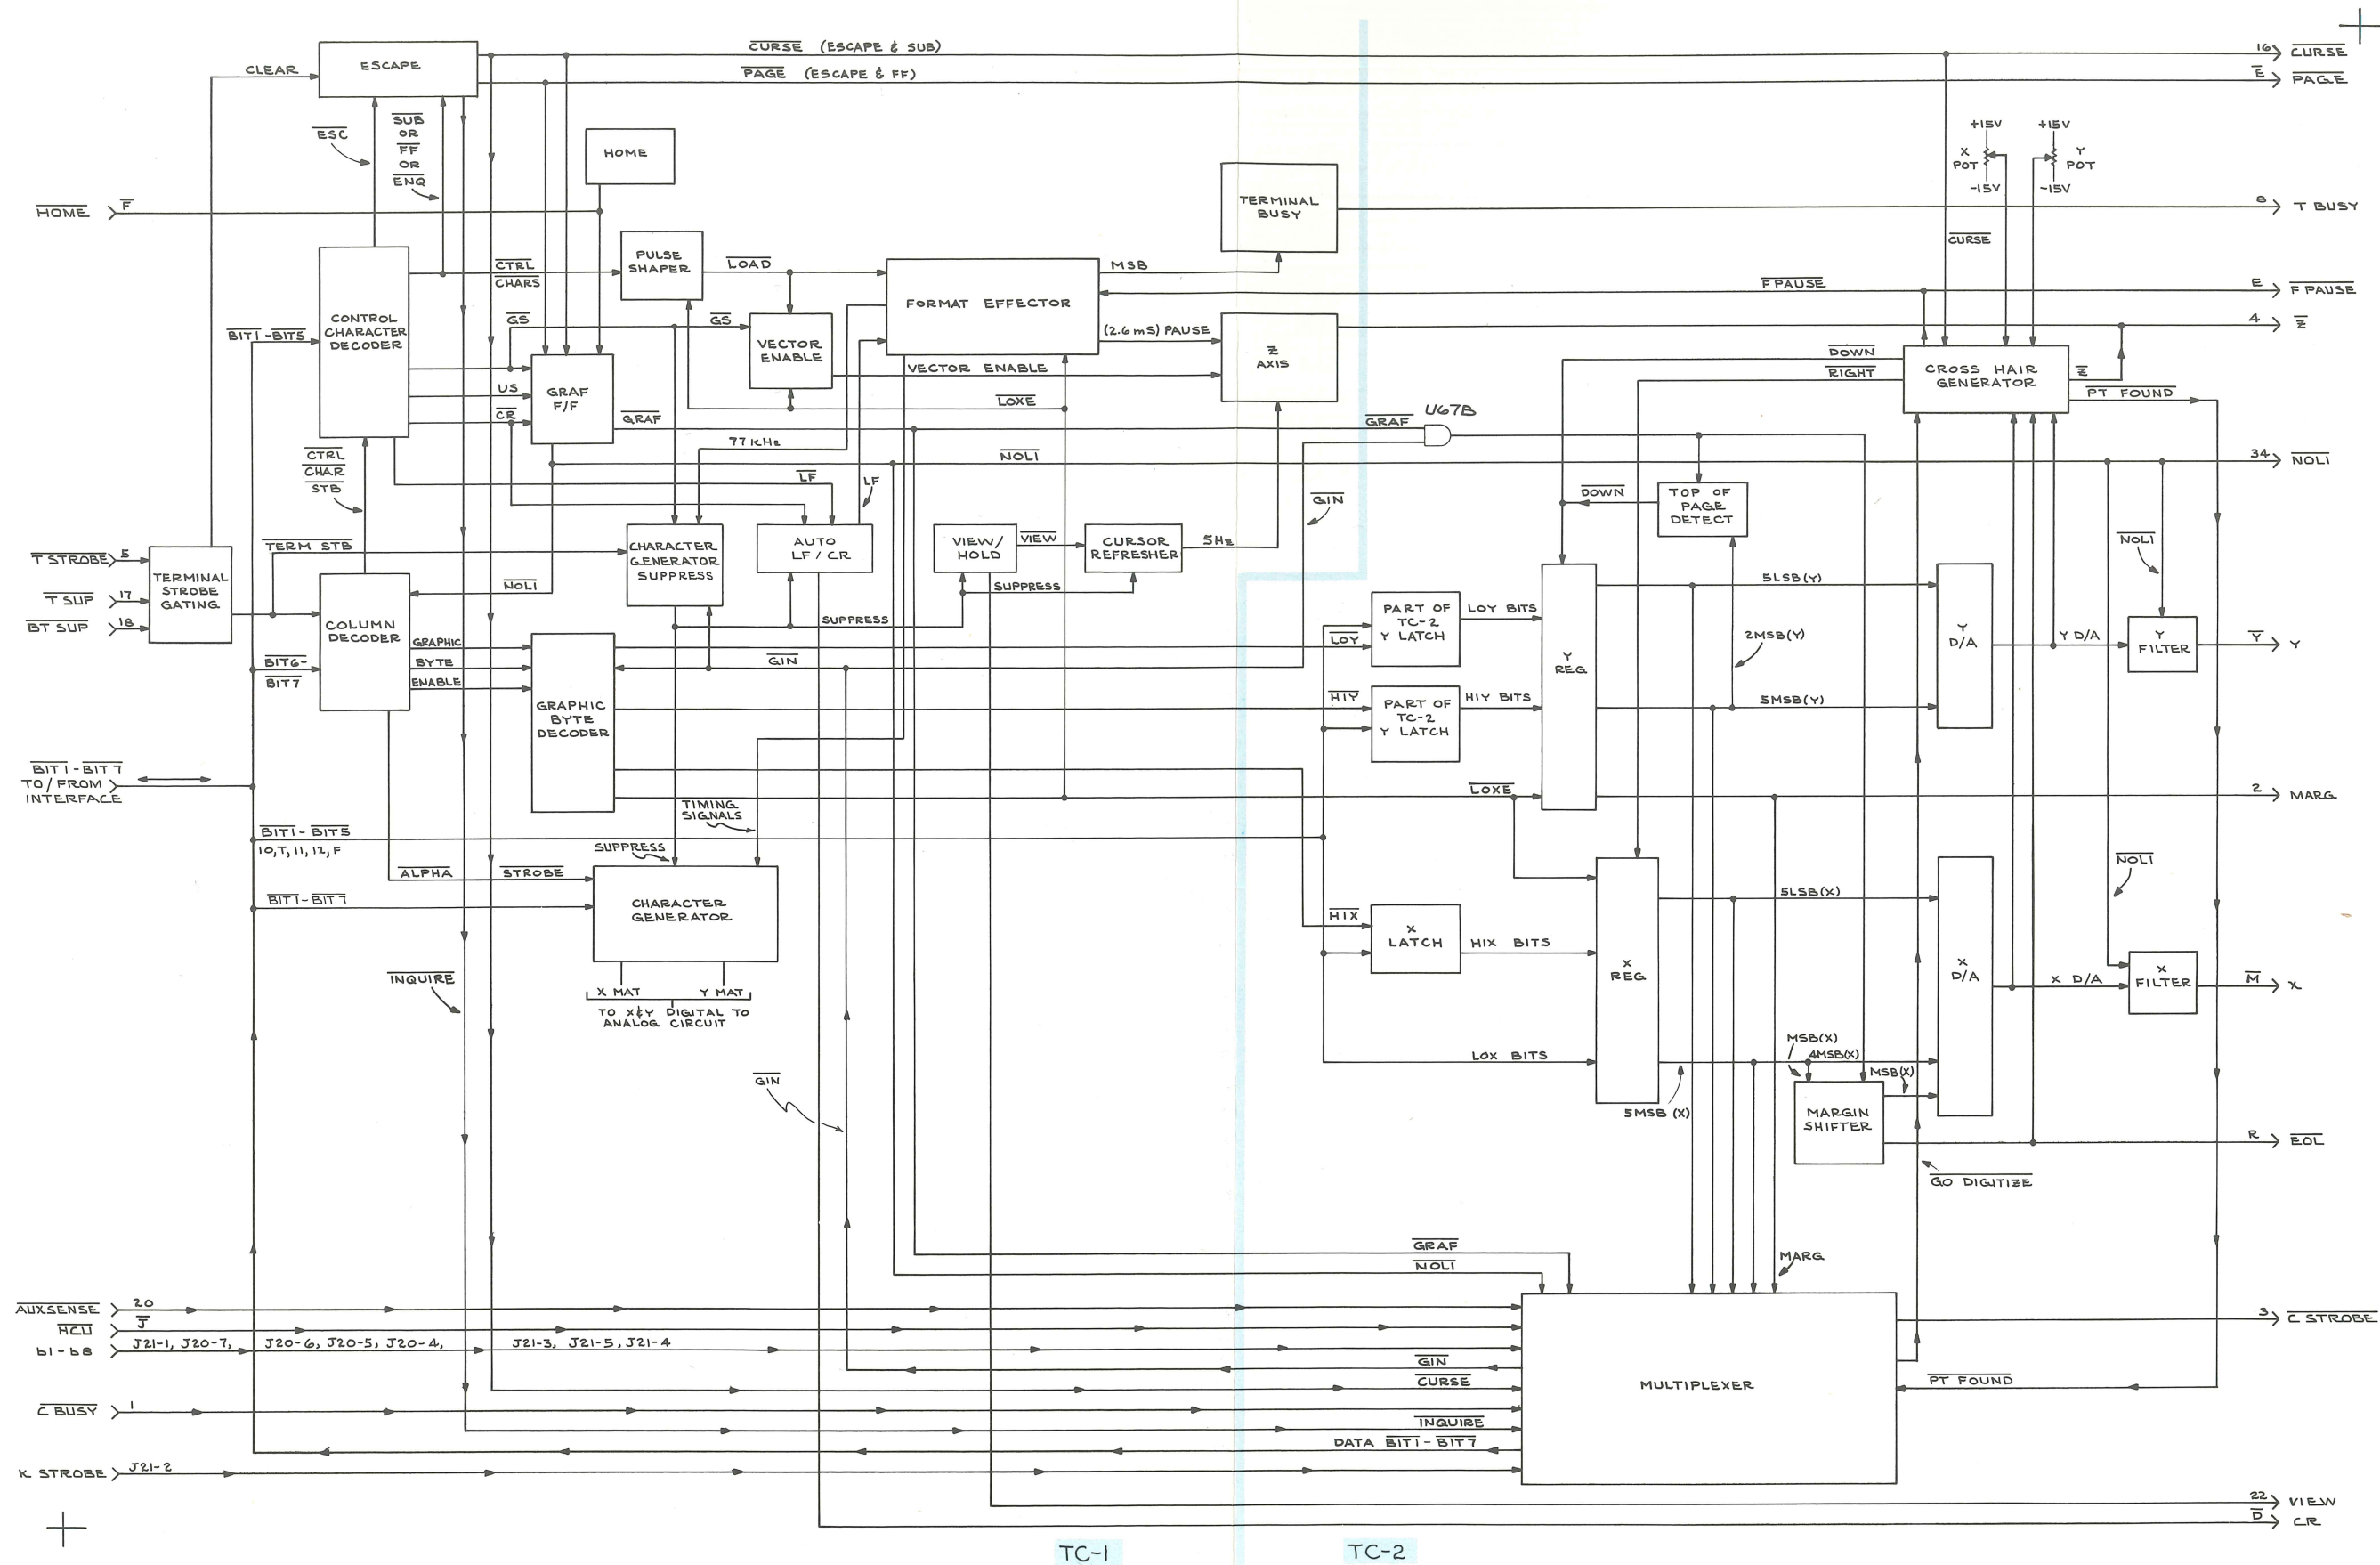 CURSE (ESCAPE & SUB)
16 CURSE
ESCAPE
CLEAR
PAGE (ESCAPE & FF)
E PAGE
ESC
SUB
OR
FF
OR
ENQ
HOME
+15V
+15V
X
POT
Y
POT
-15V
-15V
HOME
F
TERMINAL
BUSY
8 T BUSY
CURSE
PULSE
SHAPER
CTRL
CHARS
LOAD
MSB
FORMAT EFFECTOR
F PAUSE
E F PAUSE
CONTROL
CHARACTER
DECODER
BIT1-BIT5
GS
GS
VECTOR
ENABLE
(2.6mS) PAUSE
Z
AXIS
4 Z
DOWN
RIGHT
CROSS HAIR
GENERATOR
Z
PT FOUND
VECTOR ENABLE
US
GRAF
F/F
CR
LOXE
GRAF
GRAF
U67B
77KHz
CTRL
CHAR
STB
NOLI
34 NOLI
LF
LF
GIN
DOWN
TOP OF
PAGE
DETECT
T STROBE
5
T SUP
17
BT SUP
18
TERMINAL
STROBE
GATING
TERM STB
CHARACTER
GENERATOR
SUPPRESS
AUTO
LF/CR
VIEW/
HOLD
VIEW
CURSOR
REFRESHER
5Hz
NOLI
SUPPRESS
SUPPRESS
NOLI
COLUMN
DECODER
BIT6-
BIT7
GRAPHIC
BYTE
ENABLE
GRAPHIC
BYTE
DECODER
GIN
PART OF
TC-2
Y LATCH
LOY BITS
LOY
HIY
PART OF
TC-2
Y LATCH
HIY BITS
Y
REG
5LSB(Y)
2MSB(Y)
5MSB(Y)
Y
D/A
Y D/A
Y
FILTER
Y Y
BIT1-BIT7
TO/FROM
INTERFACE
TIMING
SIGNALS
LOXE
2 MARG
BIT1-BIT5
10,T,11,12,F
SUPPRESS
ALPHA STROBE
BIT1-BIT7
CHARACTER
GENERATOR
X MAT
Y MAT
TO X&Y DIGITAL TO
ANALOG CIRCUIT
INQUIRE
GIN
HIX
X
LATCH
HIX BITS
LOX BITS
X
REG
5LSB(X)
5MSB(X)
MSB(X)
4MSB(X)
MSB(X)
X
D/A
X D/A
NOLI
X
FILTER
M X
MARGIN
SHIFTER
R EOL
GO DIGITIZE
GRAF
NOLI
MARG
AUXSENSE
20
HCU
J
b1-b8
J21-1, J20-7, J20-6, J20-5, J20-4, J21-3, J21-5, J21-4
GIN
CURSE
C BUSY
1
INQUIRE
DATA BIT1-BIT7
K STROBE
J21-2
MULTIPLEXER
3 C STROBE
PT FOUND
22 VIEW
D CR
TC-1
TC-2